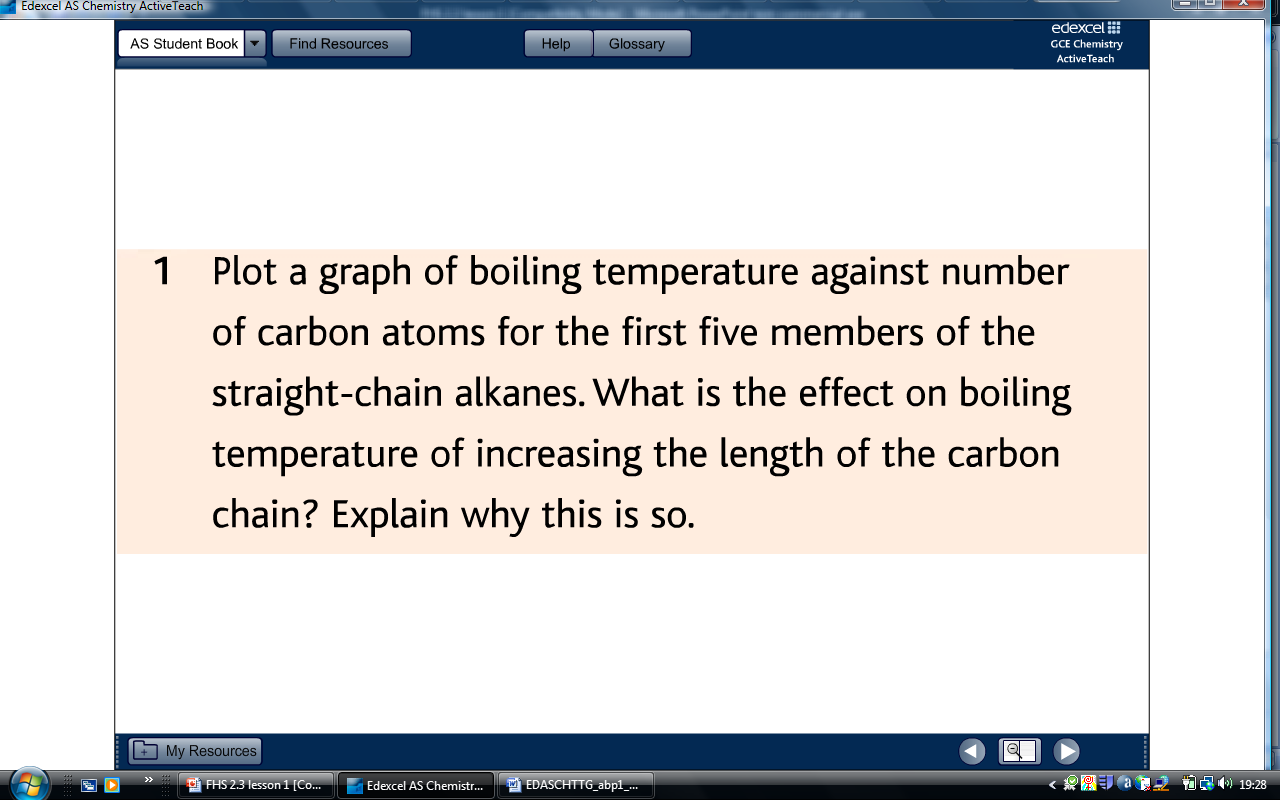 Edexcel AS Chemistry ActiveTeach
AS Student Book
Find Resources
Help
Glossary
edexcel
GCE Chemistry
ActiveTeach
1 Plot a graph of boiling temperature against number
of carbon atoms for the first five members of the
straight-chain alkanes. What is the effect on boiling
temperature of increasing the length of the carbon
chain? Explain why this is so.
My Resources
FHS 2.3 lesson 1 [Co...
Edexcel AS Chemistr...
EDASCHTTG_abp1_...
19:28